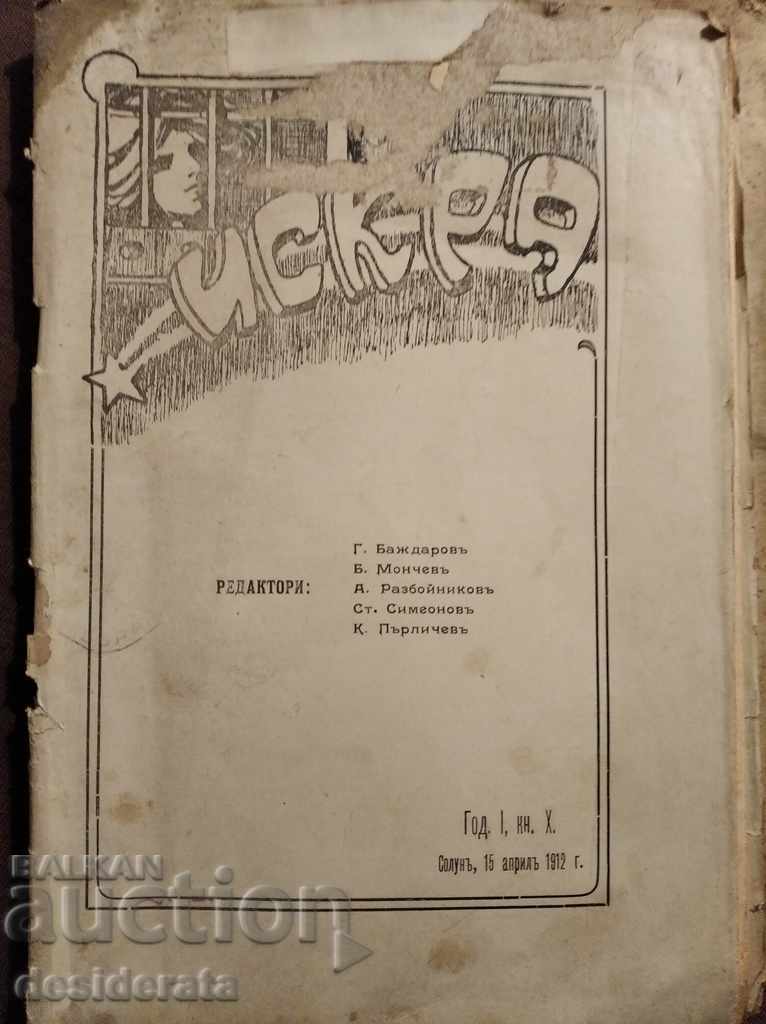 ИСКРА
РЕДАКТОРИ:
Г. Баждаровъ
Б. Мончевъ
А. Разбойниковъ
Ст. Симеоновъ
К. Пърличевъ
Год. I, кн. X.
Солунъ, 15 априлъ 1912 г.
BALKAN
auction
desiderata